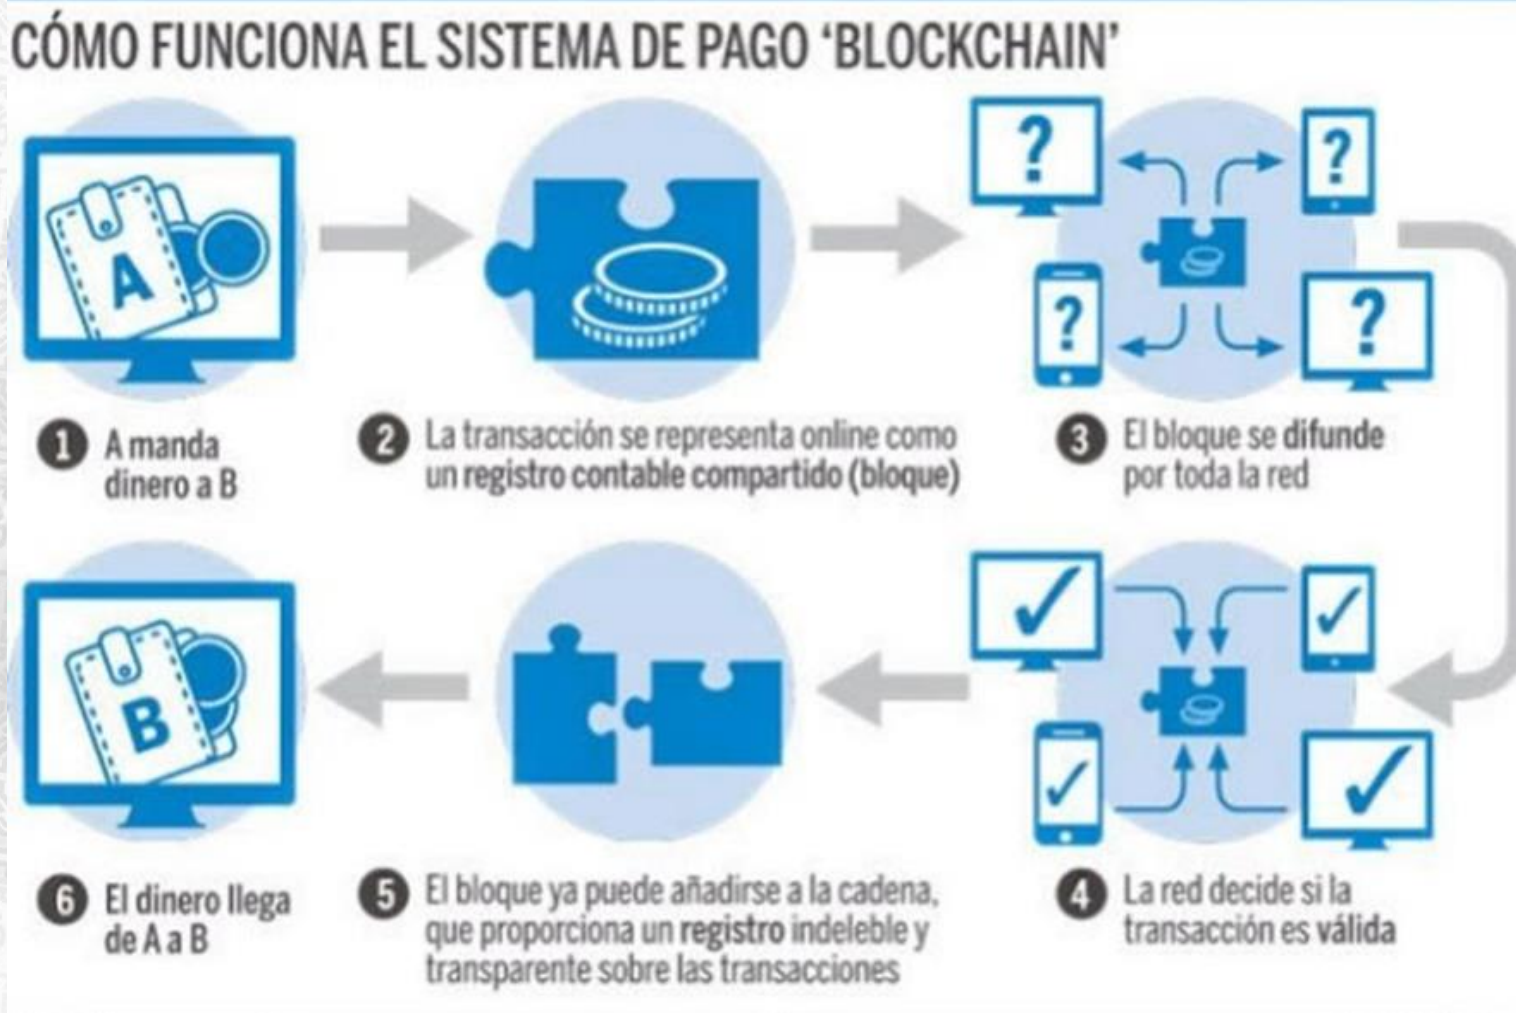 CÓMO FUNCIONA EL SISTEMA DE PAGO ‘BLOCKCHAIN’
A
?
?
?
?
1 A manda
dinero a B
2 La transacción se representa online como
un registro contable compartido (bloque)
3 El bloque se difunde
por toda la red
B
6 El dinero llega
de A a B
5 El bloque ya puede añadirse a la cadena,
que proporciona un registro indeleble y
transparente sobre las transacciones
4 La red decide si la
transacción es válida